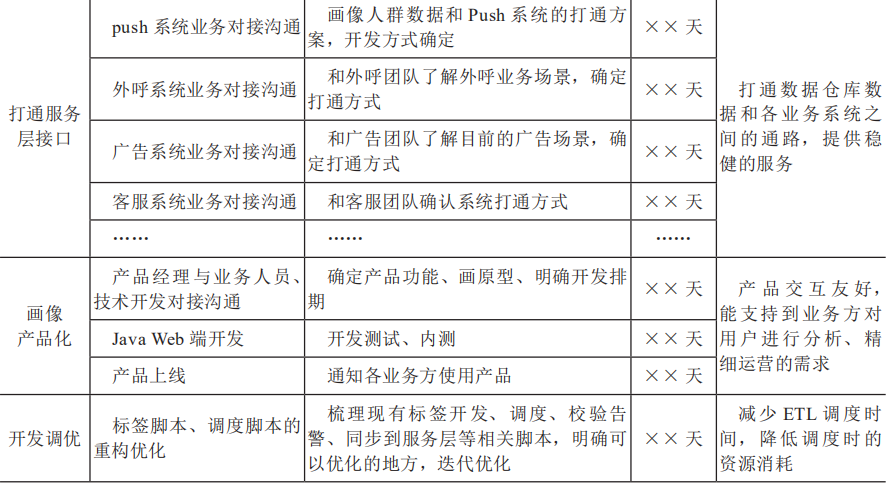 打通服务
层接口
push 系统业务对接沟通
画像人群数据和 Push 系统的打通方
案，开发方式确定
×× 天
打通数据仓库数
据和各业务系统之
间的通路，提供稳
健的服务
外呼系统业务对接沟通
和外呼团队了解外呼业务场景，确定
打通方式
×× 天
广告系统业务对接沟通
和广告团队了解目前的广告场景，确
定打通方式
×× 天
客服系统业务对接沟通
和客服团队确认系统打通方式
×× 天
……
……
……
画像
产品化
产品经理与业务人员、
技术开发对接沟通
确定产品功能、画原型、明确开发排
期
×× 天
产品交互友好，
能支持到业务方对
用户进行分析、精
细运营的需求
Java Web 端开发
开发测试、内测
×× 天
产品上线
通知各业务方使用产品
×× 天
开发调优
标签脚本、调度脚本的
重构优化
梳理现有标签开发、调度、校验告
警、同步到服务层等相关脚本，明确可
以优化的地方，迭代优化
×× 天
减少 ETL 调度时
间，降低调度时的
资源消耗